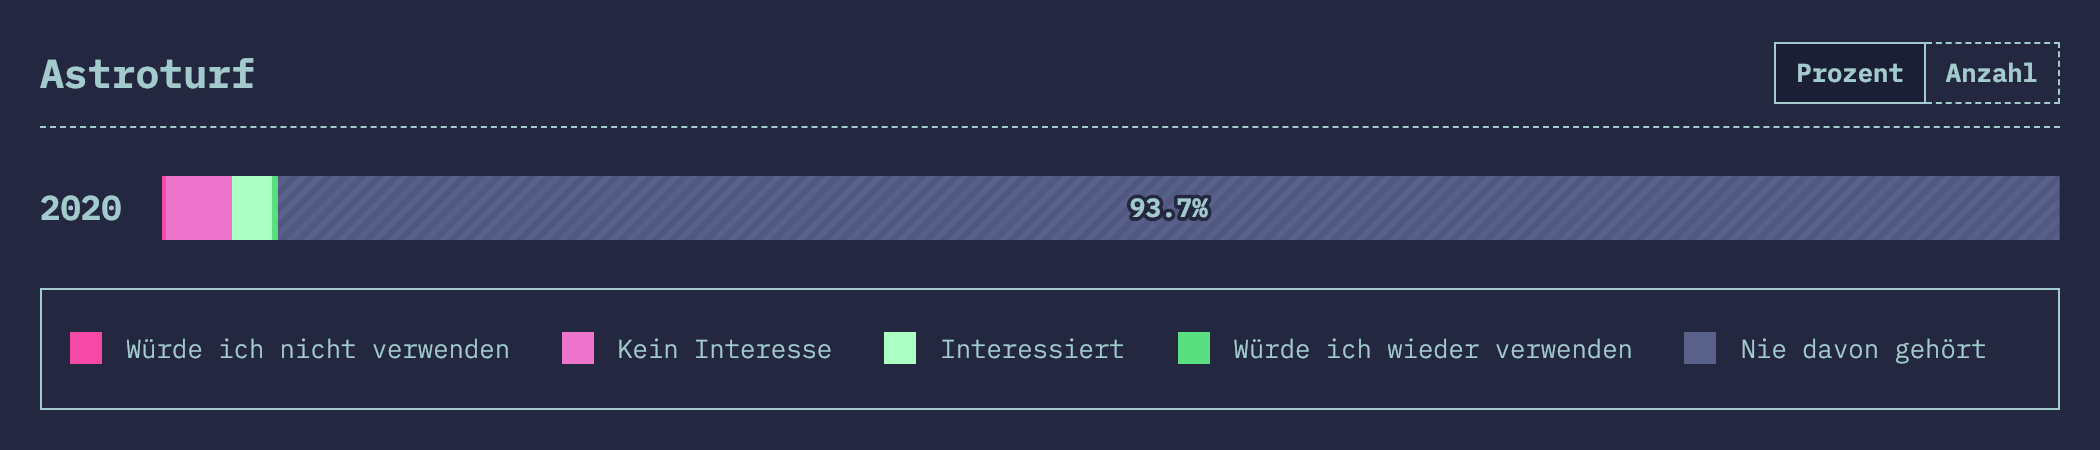 Astroturf
Prozent Anzahl
2020 93.7%
Würde ich nicht verwenden Kein Interesse Interessiert Würde ich wieder verwenden Nie davon gehört